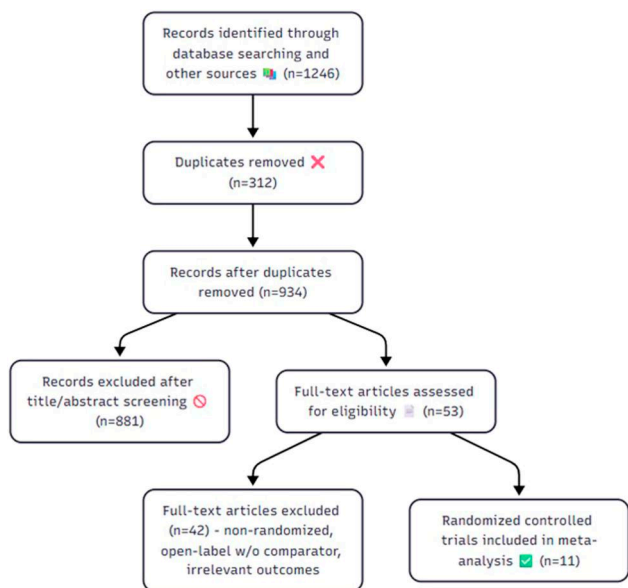 Records identified through
database searching and
other sources 📚 (n=1246)
Duplicates removed ❌
(n=312)
Records after duplicates
removed (n=934)
Records excluded after
title/abstract screening 🚫
(n=881)
Full-text articles assessed
for eligibility 📄 (n=53)
Full-text articles excluded
(n=42) - non-randomized,
open-label w/o comparator,
irrelevant outcomes
Randomized controlled
trials included in meta-
analysis ✅ (n=11)